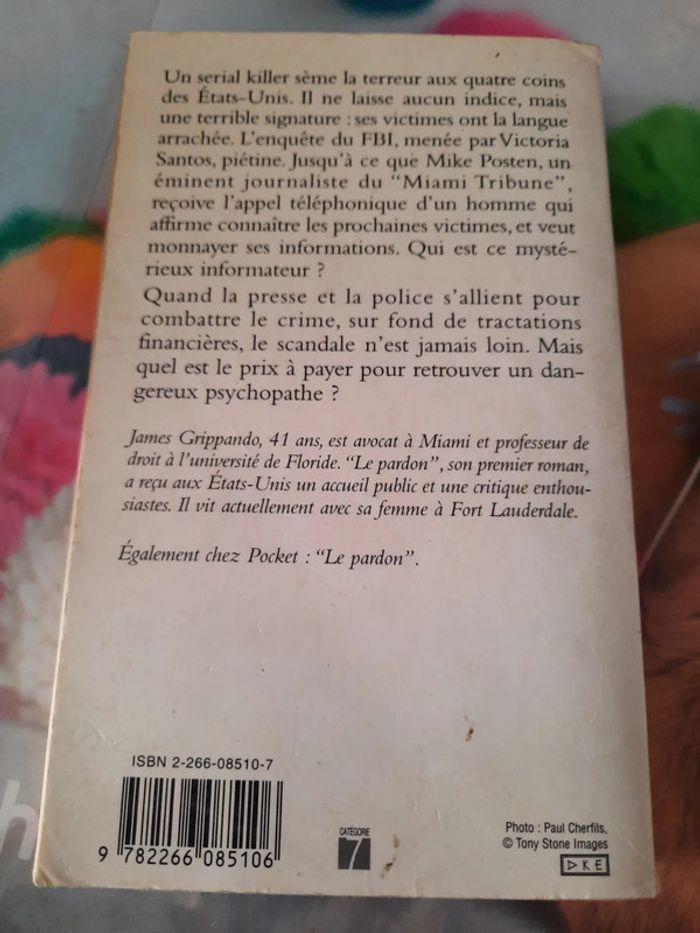 Un serial killer sème la terreur aux quatre coins
des États-Unis. Il ne laisse aucun indice, mais
une terrible signature : ses victimes ont la langue
arrachée. L'enquête du FBI, menée par Victoria
Santos, piétine. Jusqu'à ce que Mike Posten, un
éminent journaliste du "Miami Tribune",
reçoive l'appel téléphonique d'un homme qui
affirme connaître les prochaines victimes, et veut
monnayer ses informations. Qui est ce mysté-
rieux informateur ?
Quand la presse et la police s'allient pour
combattre le crime, sur fond de tractations
financières, le scandale n'est jamais loin. Mais
quel est le prix à payer pour retrouver un dan-
gereux psychopathe ?
James Grippando, 41 ans, est avocat à Miami et professeur de
droit à l'université de Floride. "Le pardon", son premier roman,
a reçu aux États-Unis un accueil public et une critique enthou-
siastes. Il vit actuellement avec sa femme à Fort Lauderdale.
Également chez Pocket : "Le pardon".
ISBN 2-266-08510-7
9 782266 085106
CATÉGORIE
7
Photo : Paul Cherfils,
© Tony Stone Images